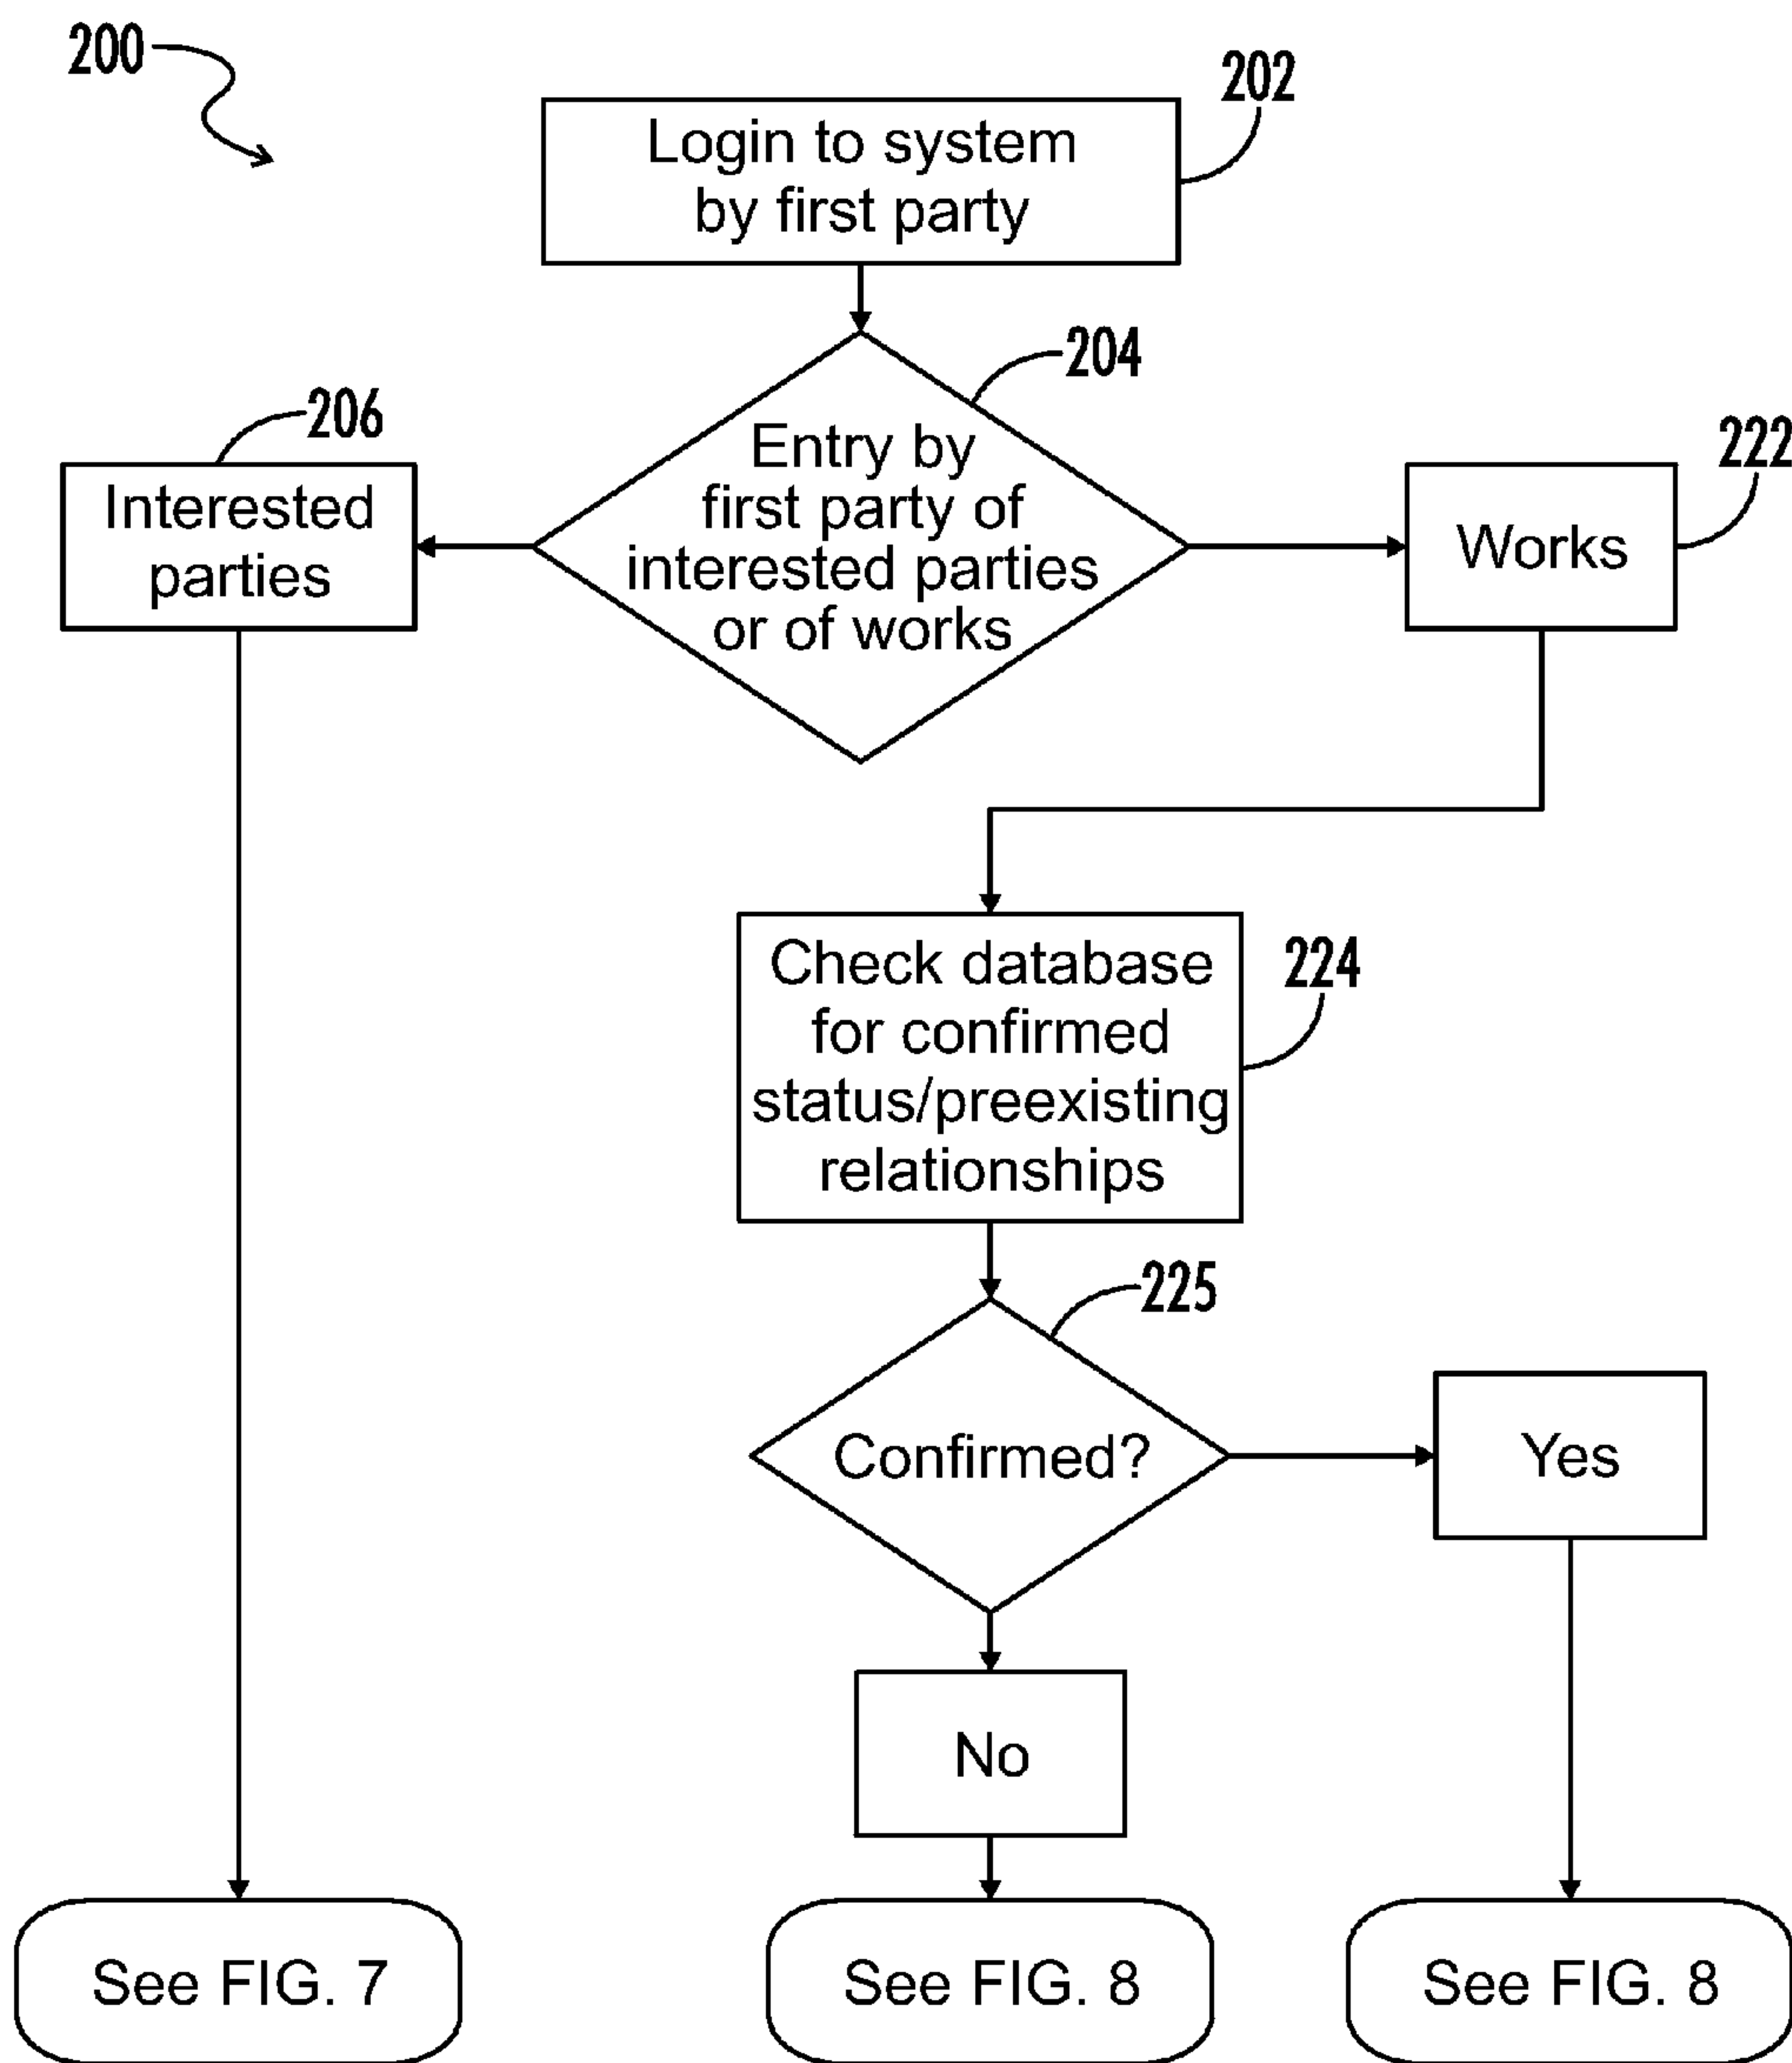 200
202
Login to system
by first party
204
Entry by
first party of
interested parties
or of works
206
Interested
parties
222
Works
Check database
for confirmed
status/preexisting
relationships
224
225
Confirmed?
Yes
No
See FIG. 7
See FIG. 8
See FIG. 8